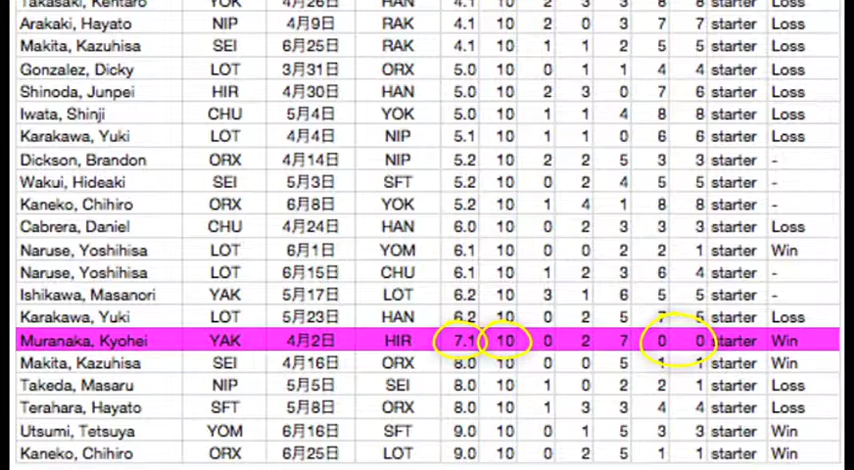 Takasaki, Kentaro YOK 4月26日 HAN 4.1 10 2 3 3 8 8 starter Loss
Arakaki, Hayato NIP 4月9日 RAK 4.1 10 2 0 3 7 7 starter Loss
Makita, Kazuhisa SEI 6月25日 RAK 4.1 10 1 1 2 5 5 starter Loss
Gonzalez, Dicky LOT 3月31日 ORX 5.0 10 0 1 1 4 4 starter Loss
Shinoda, Junpei HIR 4月30日 HAN 5.0 10 2 3 0 7 6 starter Loss
Iwata, Shinji CHU 5月4日 YOK 5.0 10 1 1 4 8 8 starter Loss
Karakawa, Yuki LOT 4月4日 NIP 5.1 10 1 1 0 6 6 starter Loss
Dickson, Brandon ORX 4月14日 NIP 5.2 10 2 2 5 3 3 starter -
Wakui, Hideaki SEI 5月3日 SFT 5.2 10 0 2 4 5 5 starter -
Kaneko, Chihiro ORX 6月8日 YOK 5.2 10 1 4 1 8 8 starter -
Cabrera, Daniel CHU 4月24日 HAN 6.0 10 0 2 3 3 3 starter Loss
Naruse, Yoshihisa LOT 6月1日 YOM 6.1 10 0 0 2 2 1 starter Win
Naruse, Yoshihisa LOT 6月15日 CHU 6.1 10 1 2 3 6 4 starter -
Ishikawa, Masanori YAK 5月17日 LOT 6.2 10 3 1 6 5 5 starter -
Karakawa, Yuki LOT 5月23日 HAN 6.2 10 0 2 5 7 5 starter Loss
Muranaka, Kyohei YAK 4月2日 HIR 7.1 10 0 2 7 0 0 starter Win
Makita, Kazuhisa SEI 4月16日 ORX 8.0 10 0 0 5 1 1 starter Win
Takeda, Masaru NIP 5月5日 SEI 8.0 10 1 0 2 2 1 starter Loss
Terahara, Hayato SFT 5月8日 ORX 8.0 10 1 3 3 4 4 starter Loss
Utsumi, Tetsuya YOM 6月16日 SFT 9.0 10 0 1 5 3 3 starter Win
Kaneko, Chihiro ORX 6月25日 LOT 9.0 10 0 2 5 1 1 starter Win